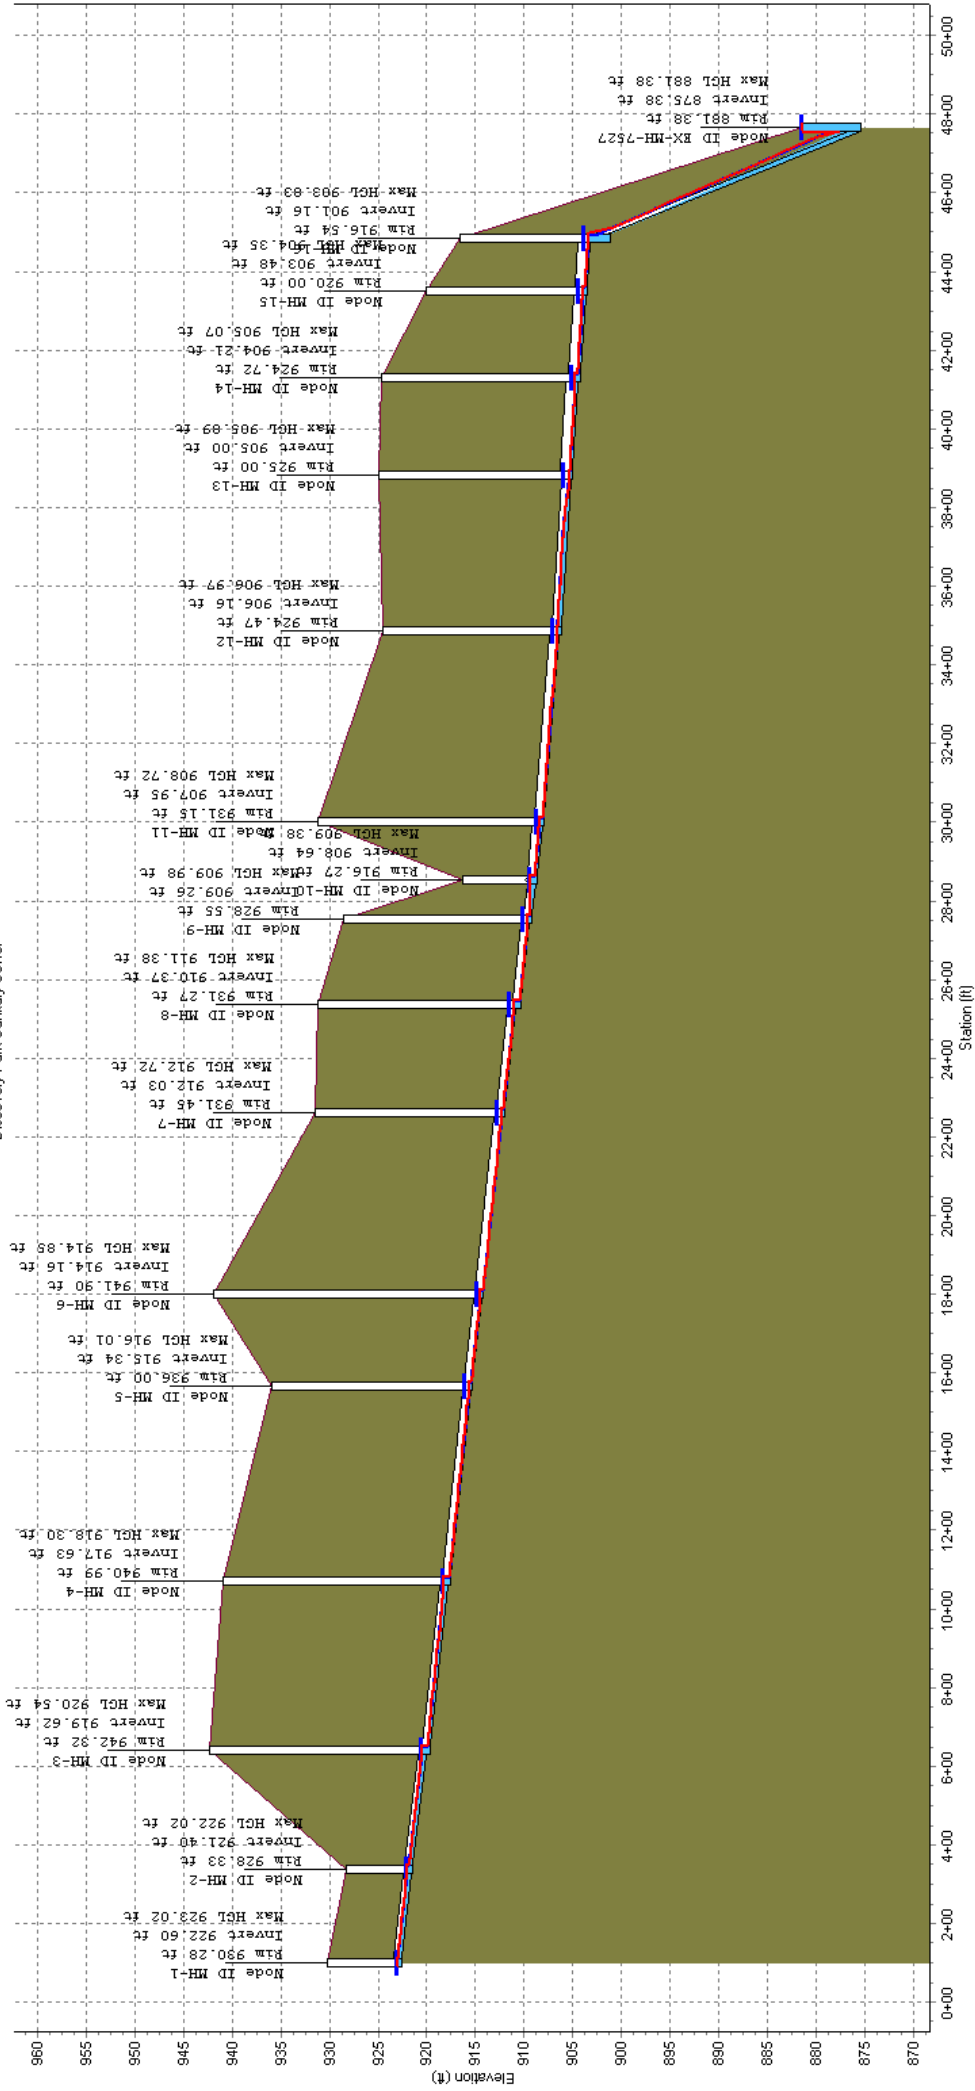 Node ID MH-1
Rim 930.28 ft
Invert 922.60 ft
Max HGL 923.02 ft
Node ID MH-2
Rim 928.33 ft
Invert 921.40 ft
Max HGL 922.02 ft
Node ID MH-3
Rim 942.32 ft
Invert 919.62 ft
Max HGL 920.54 ft
Node ID MH-4
Rim 940.99 ft
Invert 917.63 ft
Max HGL 918.30 ft
Node ID MH-5
Rim 936.00 ft
Invert 915.34 ft
Max HGL 916.01 ft
Node ID MH-6
Rim 941.90 ft
Invert 914.16 ft
Max HGL 914.85 ft
Node ID MH-7
Rim 931.45 ft
Invert 912.03 ft
Max HGL 912.72 ft
Node ID MH-8
Rim 931.27 ft
Invert 910.37 ft
Max HGL 911.38 ft
Node ID MH-9
Rim 928.55 ft
Invert 909.26 ft
Max HGL 909.98 ft
Node ID MH-10
Rim 916.27 ft
Invert 908.64 ft
Max HGL 909.38 ft
Node ID MH-11
Rim 931.15 ft
Invert 907.95 ft
Max HGL 908.72 ft
Node ID MH-12
Rim 924.47 ft
Invert 906.16 ft
Max HGL 906.97 ft
Node ID MH-13
Rim 925.00 ft
Invert 905.00 ft
Max HGL 905.89 ft
Node ID MH-14
Rim 924.72 ft
Invert 904.21 ft
Max HGL 905.07 ft
Node ID MH-15
Rim 920.00 ft
Invert 903.48 ft
Max HGL 904.35 ft
Node ID MH-16
Rim 916.54 ft
Invert 901.16 ft
Max HGL 903.83 ft
Node ID EX-MH-7527
Rim 881.38 ft
Invert 875.38 ft
Max HGL 881.38 ft
Elevation (ft)
960
955
950
945
940
935
930
925
920
915
910
905
900
895
890
885
880
875
870
0+00
2+00
4+00
6+00
8+00
10+00
12+00
14+00
16+00
18+00
20+00
22+00
24+00
26+00
28+00
30+00
32+00
34+00
36+00
38+00
40+00
42+00
44+00
46+00
48+00
50+00
Station (ft)